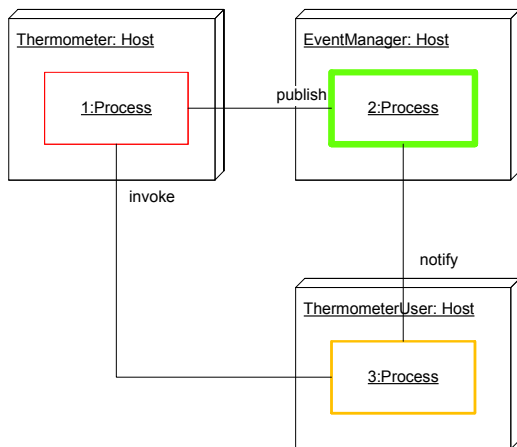 Thermometer: Host
EventManager: Host
1:Process
publish
2:Process
invoke
notify
ThermometerUser: Host
3:Process